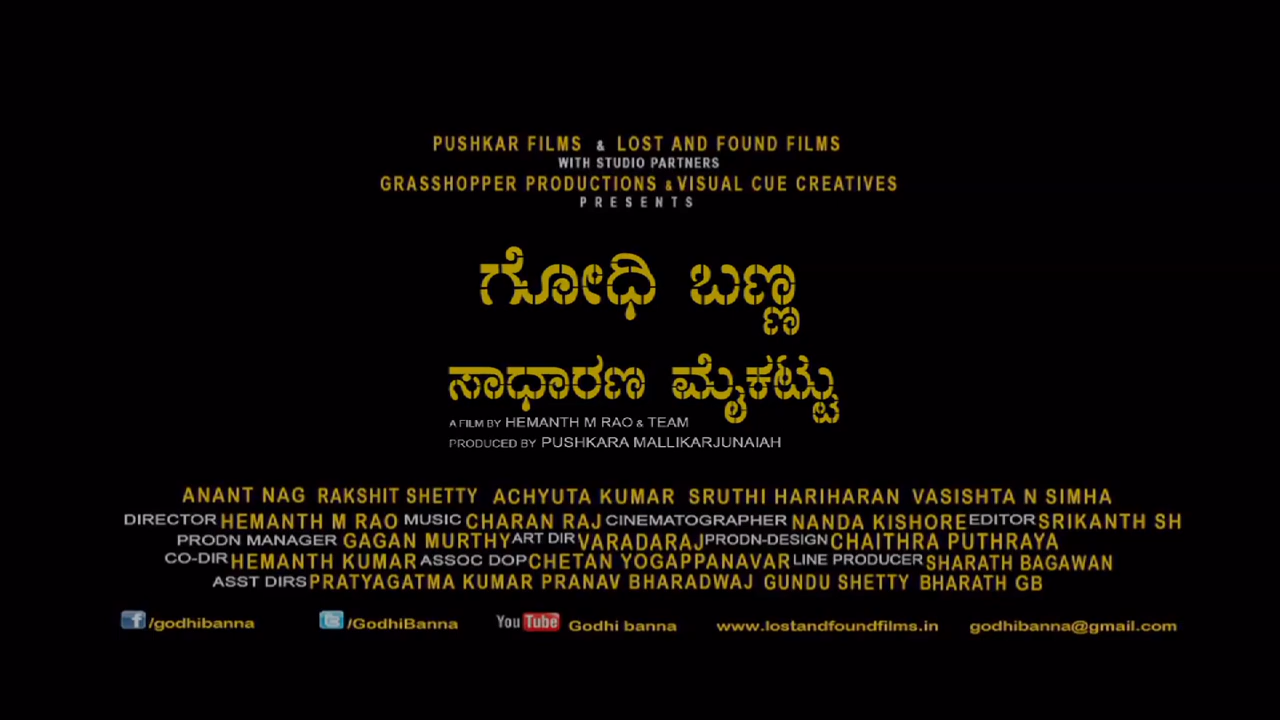 PUSHKAR FILMS & LOST AND FOUND FILMS
WITH STUDIO PARTNERS
GRASSHOPPER PRODUCTIONS & VISUAL CUE CREATIVES
PRESENTS
ಗೋಧಿ ಬಣ್ಣ
ಸಾಧಾರಣ ಮೈಕಟ್ಟು
A FILM BY HEMANTH M RAO & TEAM
PRODUCED BY PUSHKARA MALLIKARJUNAIAH
ANANT NAG RAKSHIT SHETTY ACHYUTA KUMAR SRUTHI HARIHARAN VASISHTA N SIMHA
DIRECTOR HEMANTH M RAO MUSIC CHARAN RAJ CINEMATOGRAPHER NANDA KISHORE EDITOR SRIKANTH SH
PRODN MANAGER GAGAN MURTHY ART DIR VARADARAJ PRODN-DESIGN CHAITHRA PUTHRAYA
CO-DIR HEMANTH KUMAR ASSOC DOP CHETAN YOGAPPANAVAR LINE PRODUCER SHARATH BAGAWAN
ASST DIRS PRATYAGATMA KUMAR PRANAV BHARADWAJ GUNDU SHETTY BHARATH GB
/godhibanna /GodhiBanna YouTube Godhi banna www.lostandfoundfilms.in godhibanna@gmail.com